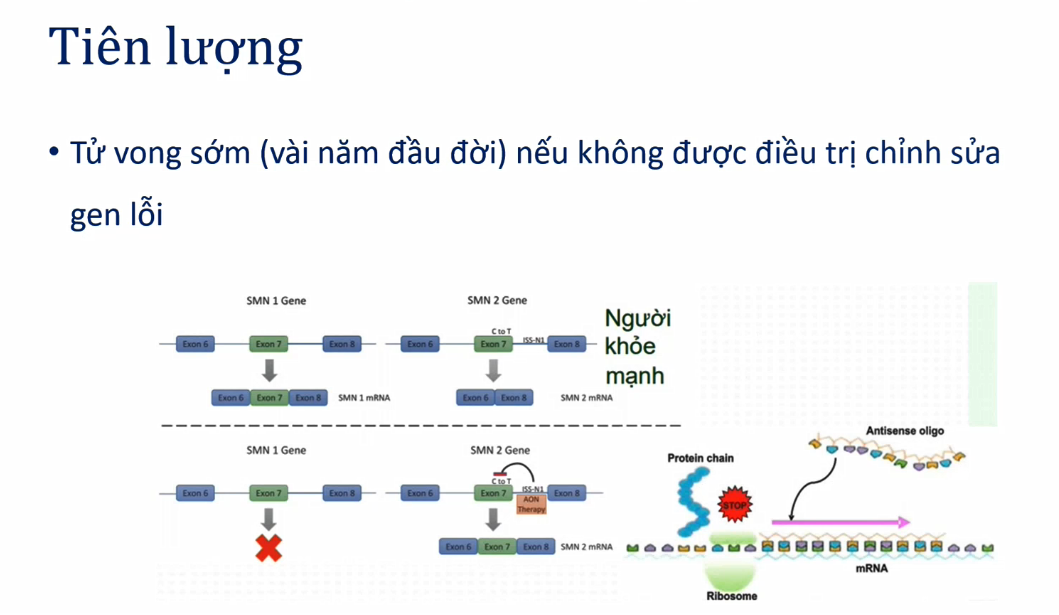 Tiên lượng
• Tử vong sớm (vài năm đầu đời) nếu không được điều trị chỉnh sửa
gen lỗi
SMN 1 Gene
SMN 2 Gene
Exon 6
Exon 7
Exon 8
Exon 6
C to T
Exon 7
ISS-N1
Exon 8
Người
khỏe
mạnh
Exon 6
Exon 7
Exon 8
SMN 1 mRNA
Exon 6
Exon 8
SMN 2 mRNA
SMN 1 Gene
SMN 2 Gene
Exon 6
Exon 7
Exon 8
Exon 6
C to T
Exon 7
ISS-N1
AON
Therapy
Exon 8
Exon 6
Exon 7
Exon 8
SMN 2 mRNA
Antisense oligo
Protein chain
STOP
mRNA
Ribosome